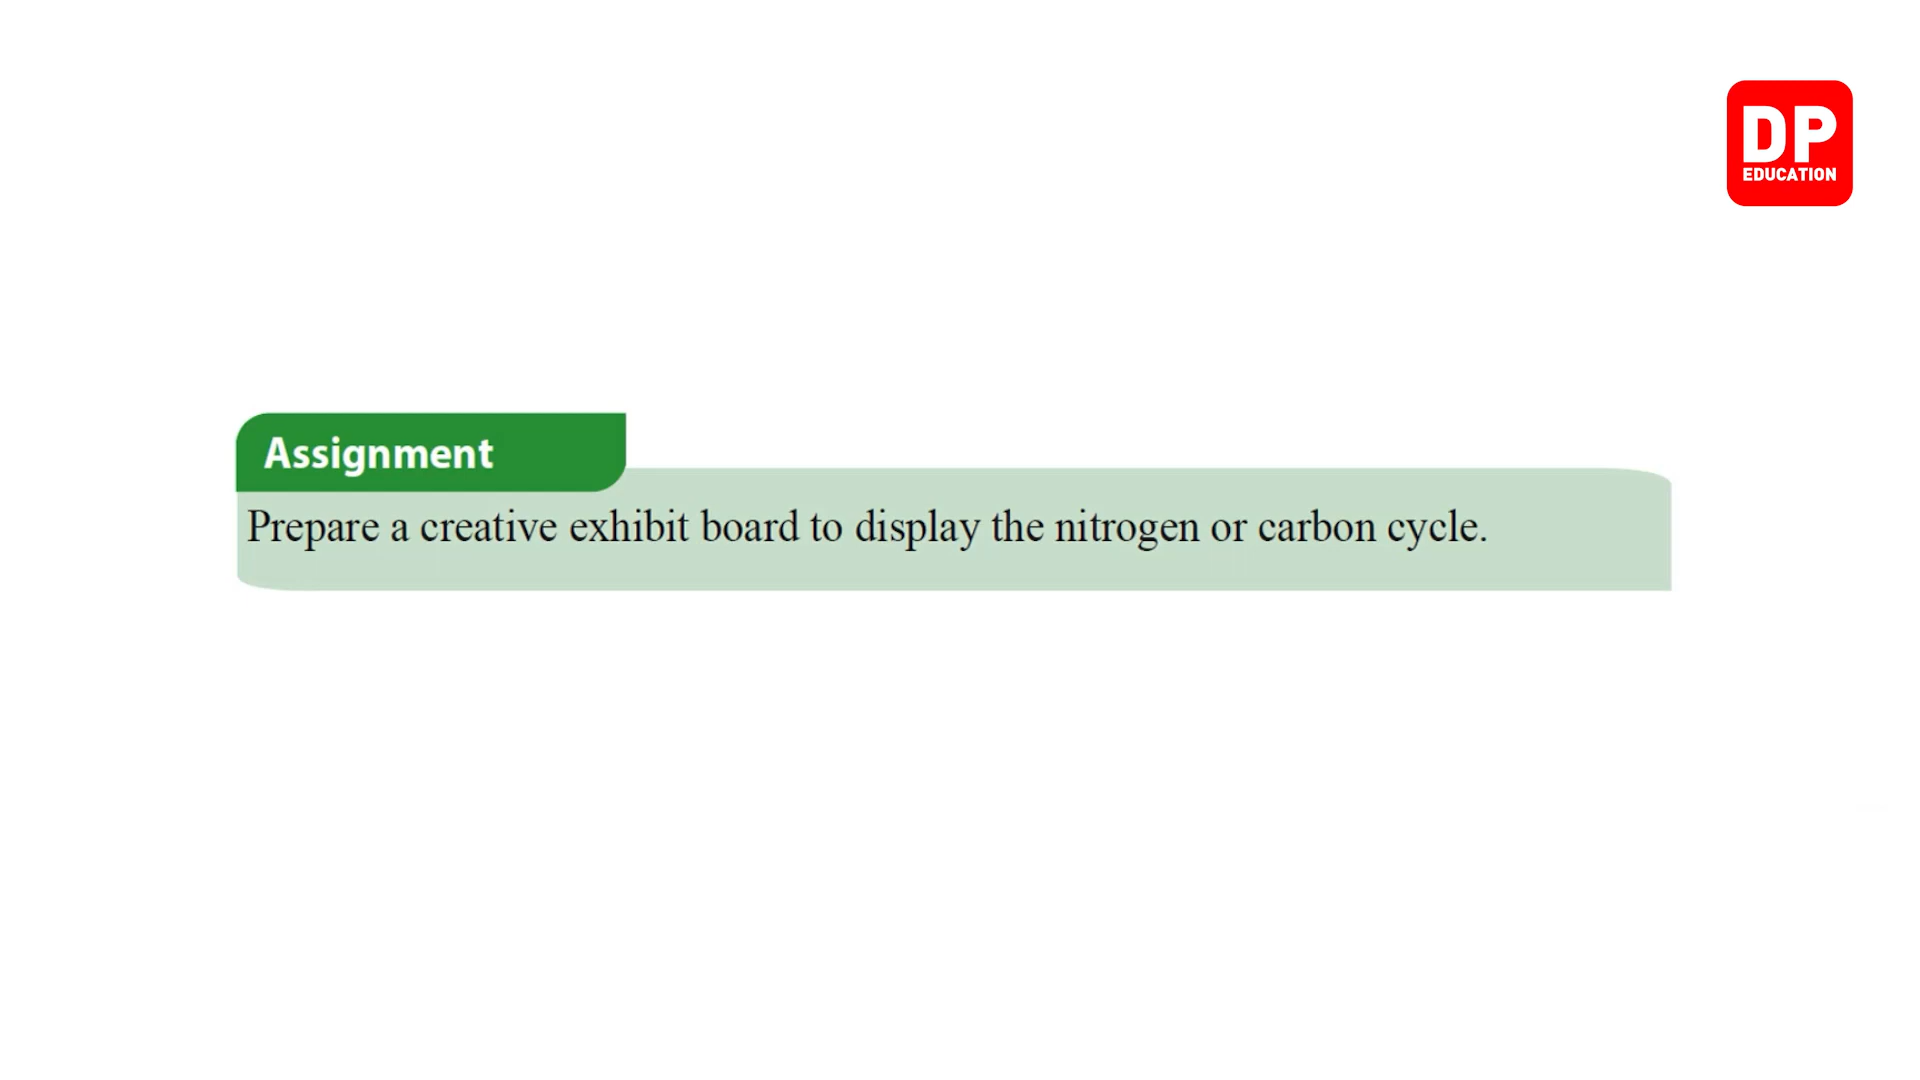 DP
EDUCATION
Assignment
Prepare a creative exhibit board to display the nitrogen or carbon cycle.